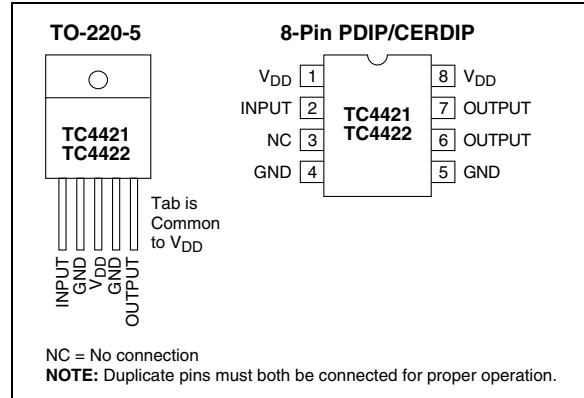 TO-220-5
TC4421
TC4422
Tab is
Common
to VDD
INPUT
GND
VDD
GND
OUTPUT
8-Pin PDIP/CERDIP
VDD 1
INPUT 2
NC 3
GND 4
TC4421
TC4422
8 VDD
7 OUTPUT
6 OUTPUT
5 GND
NC = No connection
NOTE: Duplicate pins must both be connected for proper operation.